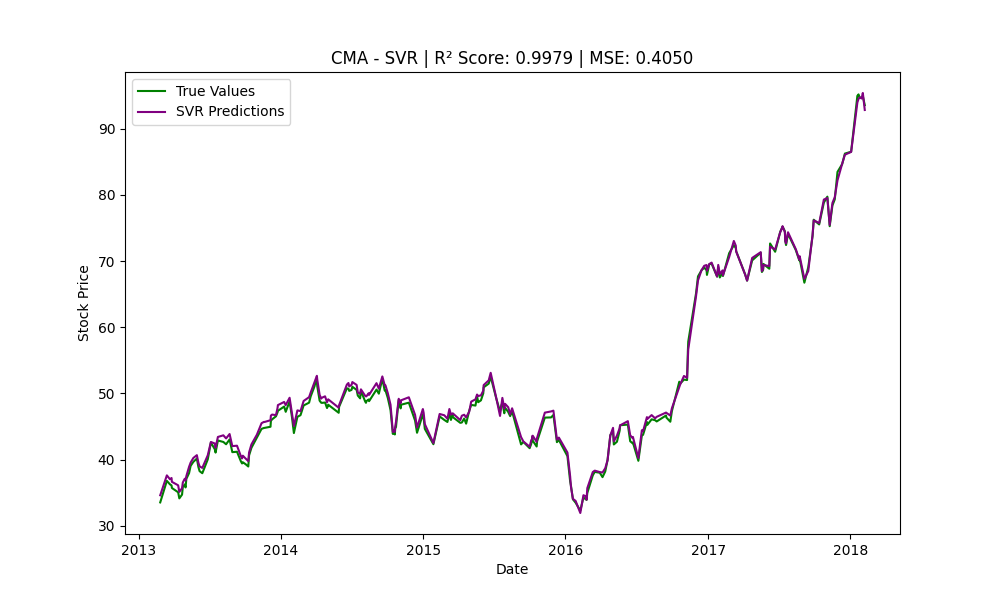 CMA - SVR | R² Score: 0.9979 | MSE: 0.4050
True Values
SVR Predictions
Stock Price
90
80
70
60
50
40
30
2013 2014 2015 2016 2017 2018
Date